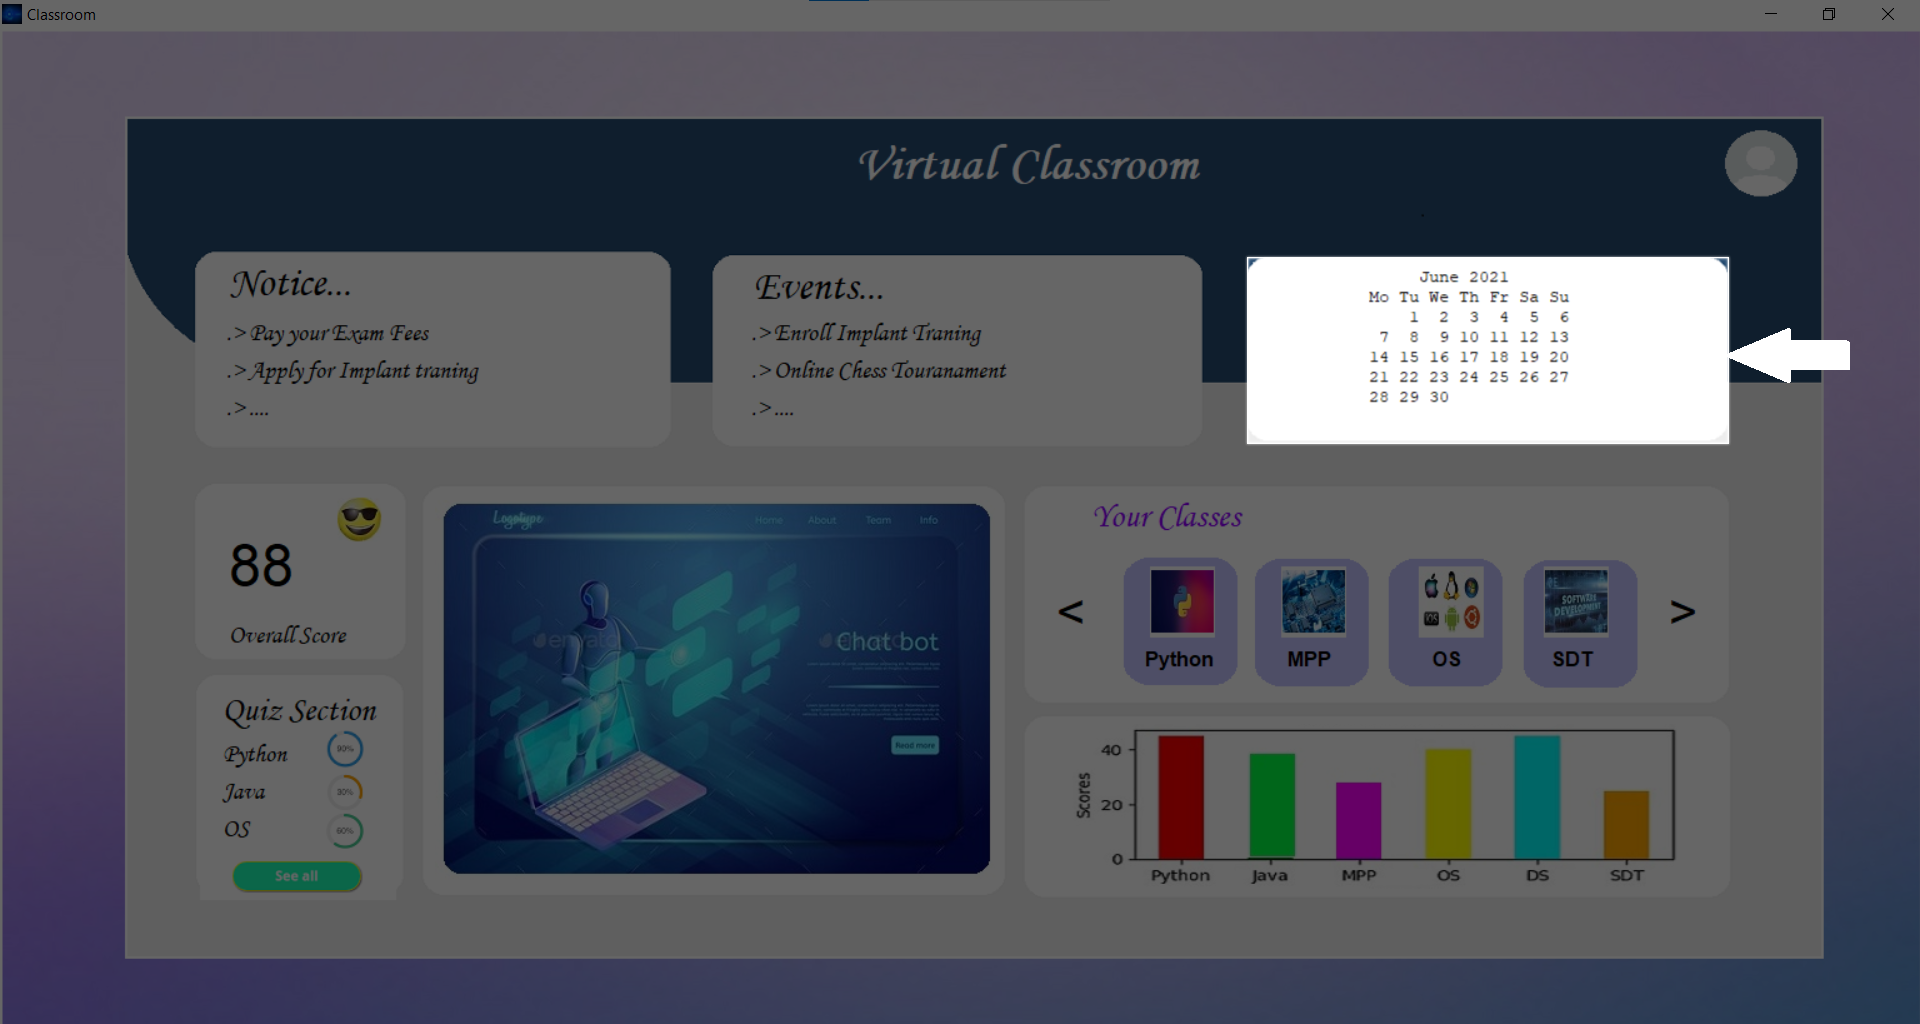 Classroom
Virtual Classroom
Notice...
.> Pay your Exam Fees
.> Apply for Implant traning
.> ....
Events...
.> Enroll Implant Traning
.> Online Chess Touranament
.> ....
June 2021
Mo Tu We Th Fr Sa Su
1 2 3 4 5 6
7 8 9 10 11 12 13
14 15 16 17 18 19 20
21 22 23 24 25 26 27
28 29 30
88
Overall Score
Quiz Section
Python 90%
Java 30%
OS 60%
See all
Logotype Home About Team Info
envato
Chat bot
Read more
Your Classes
< Python MPP OS SDT >
SOFTWARE
DEVELOPMENT
Scores
40
20
0
Python Java MPP OS DS SDT